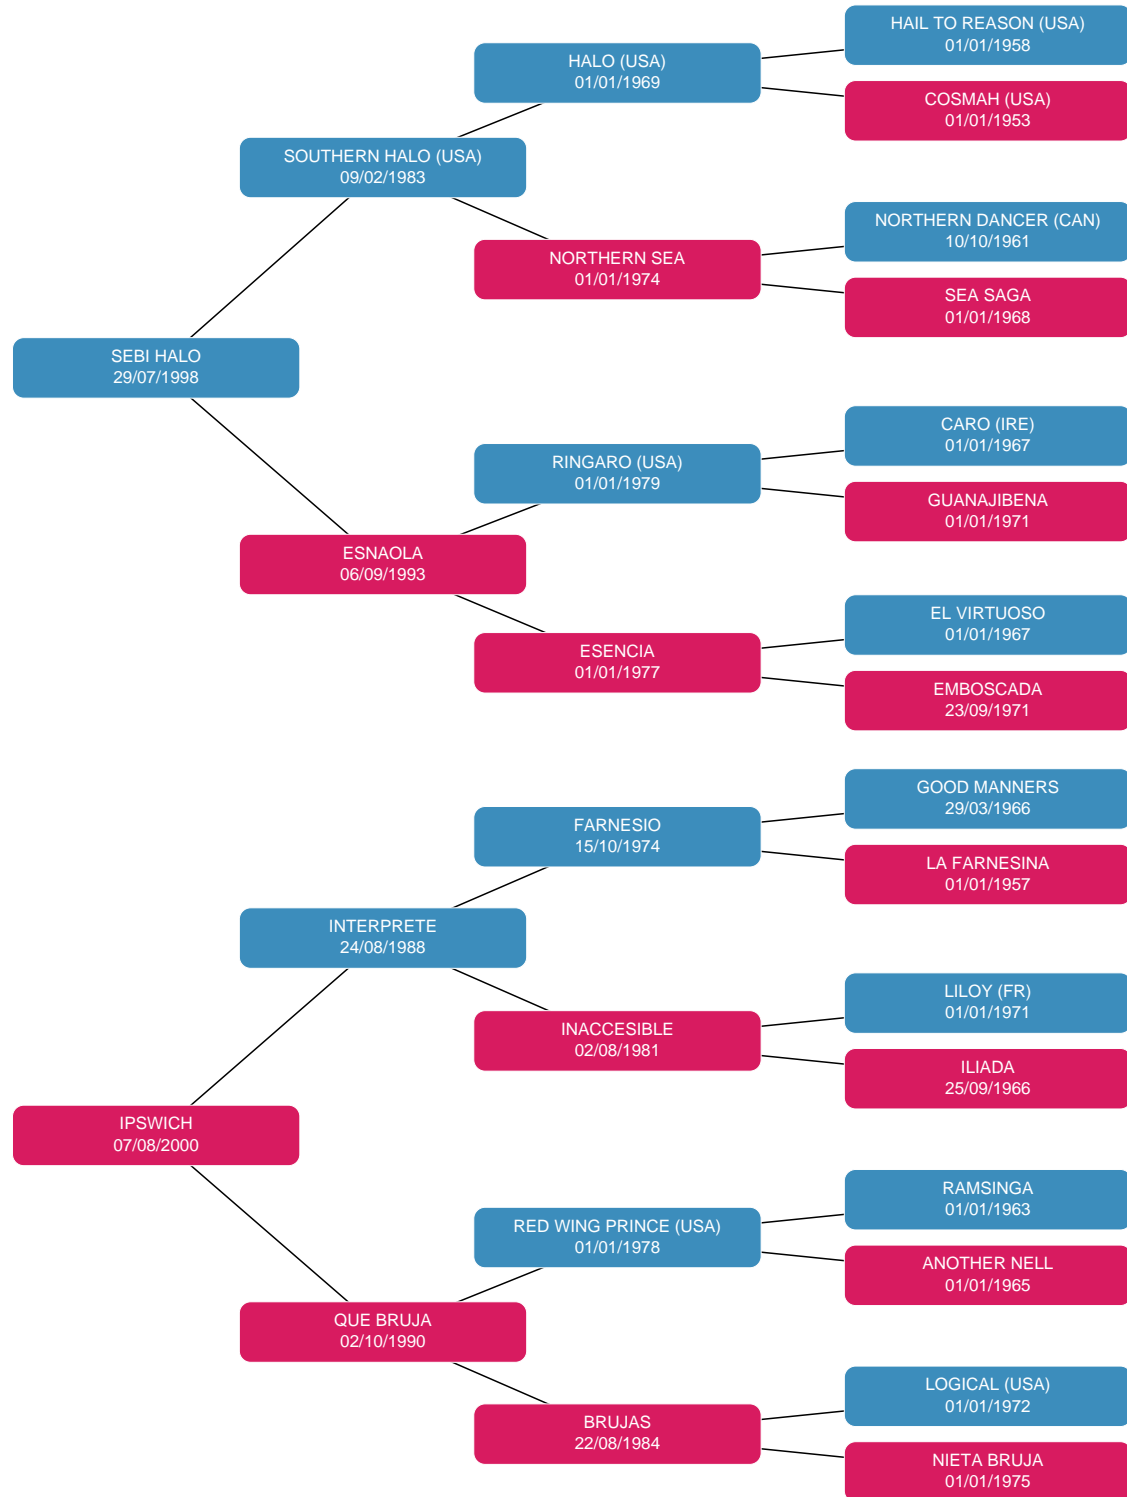 HAIL TO REASON (USA)
01/01/1958
HALO (USA)
01/01/1969
COSMAH (USA)
01/01/1953
SOUTHERN HALO (USA)
09/02/1983
NORTHERN DANCER (CAN)
10/10/1961
NORTHERN SEA
01/01/1974
SEA SAGA
01/01/1968
SEBI HALO
29/07/1998
CARO (IRE)
01/01/1967
RINGARO (USA)
01/01/1979
GUANAJIBENA
01/01/1971
ESNAOLA
06/09/1993
EL VIRTUOSO
01/01/1967
ESENCIA
01/01/1977
EMBOSCADA
23/09/1971
GOOD MANNERS
29/03/1966
FARNESIO
15/10/1974
LA FARNESINA
01/01/1957
INTERPRETE
24/08/1988
LILOY (FR)
01/01/1971
INACCESIBLE
02/08/1981
ILIADA
25/09/1966
IPSWICH
07/08/2000
RAMSINGA
01/01/1963
RED WING PRINCE (USA)
01/01/1978
ANOTHER NELL
01/01/1965
QUE BRUJA
02/10/1990
LOGICAL (USA)
01/01/1972
BRUJAS
22/08/1984
NIETA BRUJA
01/01/1975